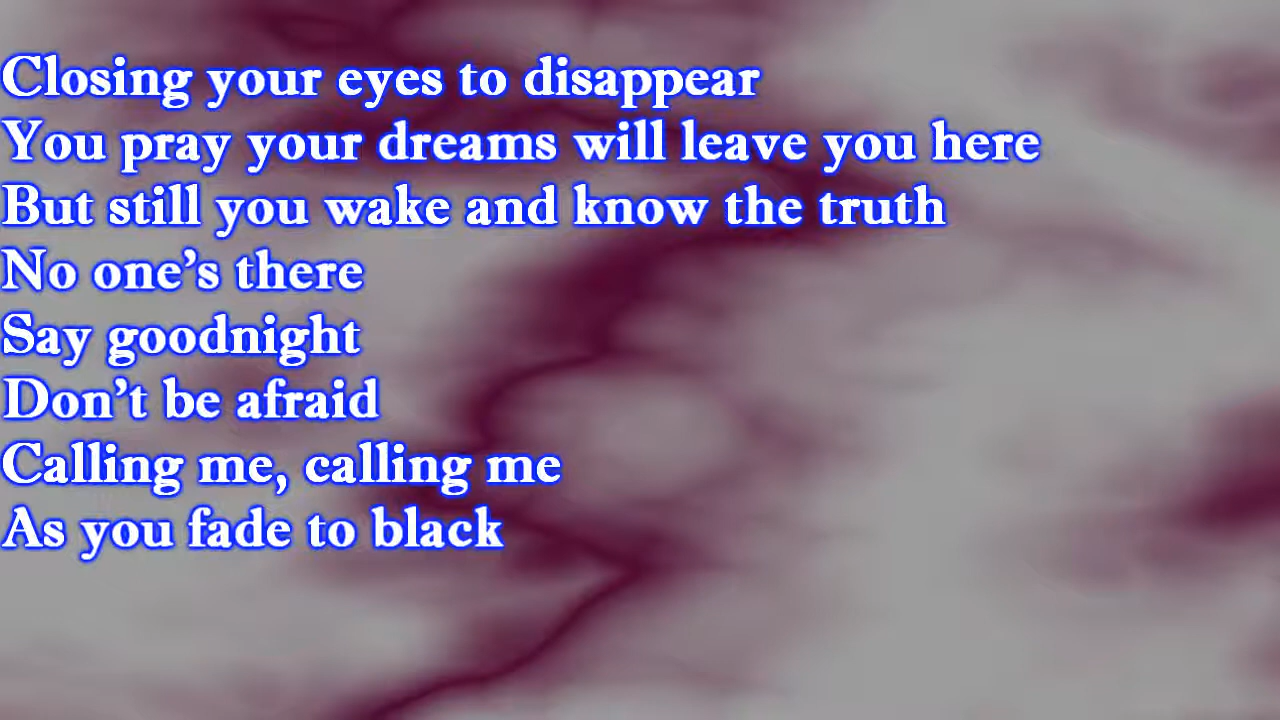 Closing your eyes to disappear
You pray your dreams will leave you here
But still you wake and know the truth
No one's there
Say goodnight
Don't be afraid
Calling me, calling me
As you fade to black